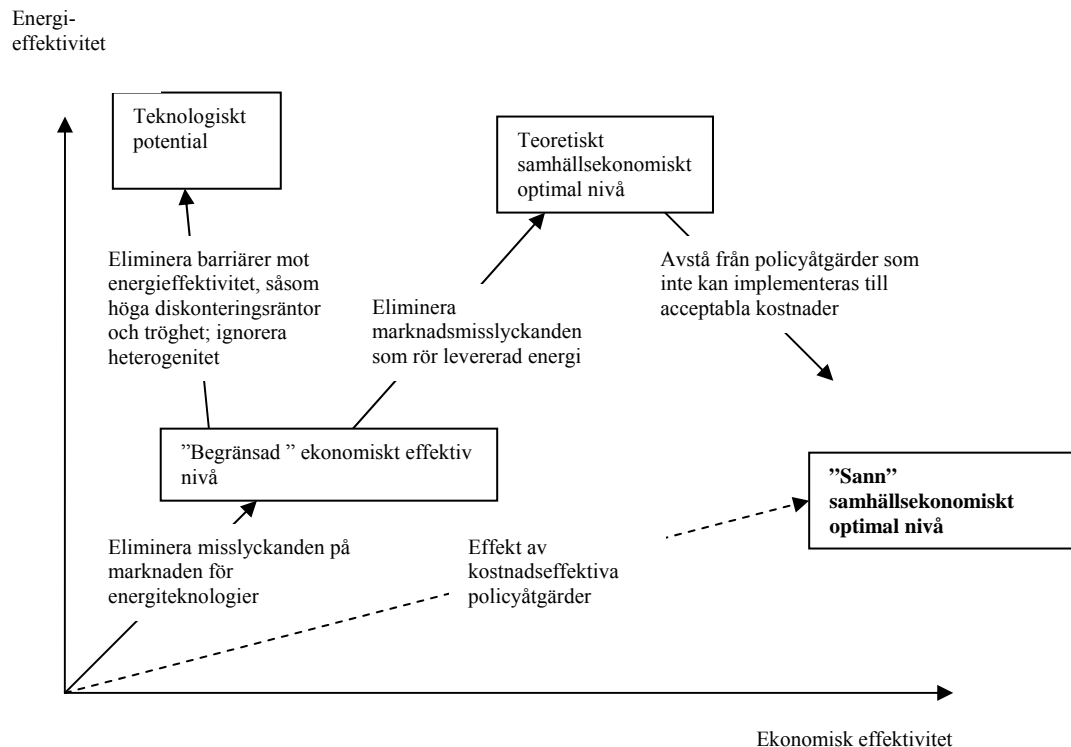 Energi-
effektivitet
Teknologiskt
potential
Teoretiskt
samhällsekonomiskt
optimal nivå
Eliminera barriärer mot
energieffektivitet, såsom
höga diskonteringsräntor
och tröghet; ignorera
heterogenitet
Eliminera
marknadsmisslyckanden
som rör levererad energi
Avstå från policyåtgärder som
inte kan implementeras till
acceptabla kostnader
”Begränsad ” ekonomiskt effektiv
nivå
”Sann”
samhällsekonomiskt
optimal nivå
Eliminera misslyckanden på
marknaden för
energiteknologier
Effekt av
kostnadseffektiva
policyåtgärder
Ekonomisk effektivitet